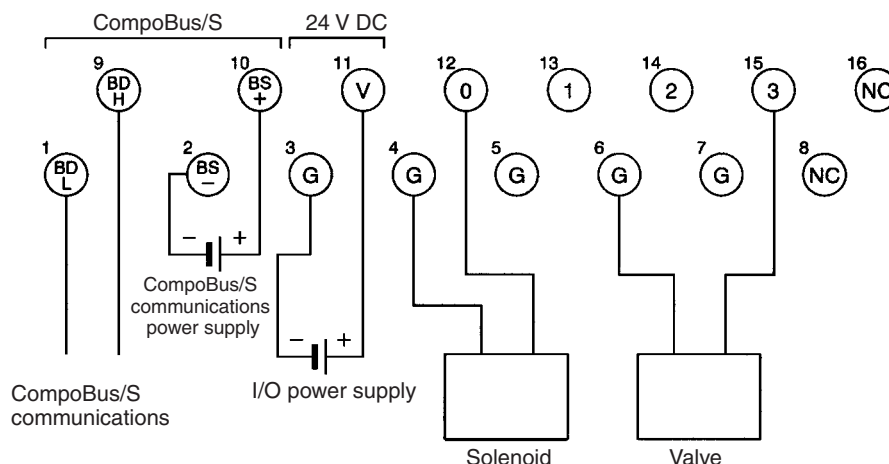 CompoBus/S 24 V DC
9 10 11 12 13 14 15 16
BD H BS + V 0 1 2 3 NC
1 2 3 4 5 6 7 8
BD L BS – G G G G G NC
– +
CompoBus/S
communications
power supply
– +
I/O power supply
CompoBus/S
communications
Solenoid Valve